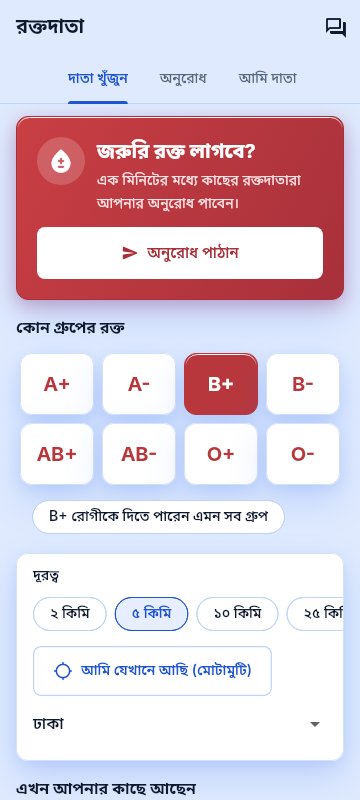 রক্তদাতা
দাতা খুঁজুন
অনুরোধ
আমি দাতা
জরুরি রক্ত লাগবে?
এক মিনিটের মধ্যে কাছের রক্তদাতারা
আপনার অনুরোধ পাবেন।
অনুরোধ পাঠান
কোন গ্রুপের রক্ত
A+
A-
B+
B-
AB+
AB-
O+
O-
B+ রোগীকে দিতে পারেন এমন সব গ্রুপ
দূরত্ব
২ কিমি
৫ কিমি
১০ কিমি
২৫ কিমি
আমি যেখানে আছি (মোটামুটি)
ঢাকা
এখন আপনার কাছে আছেন